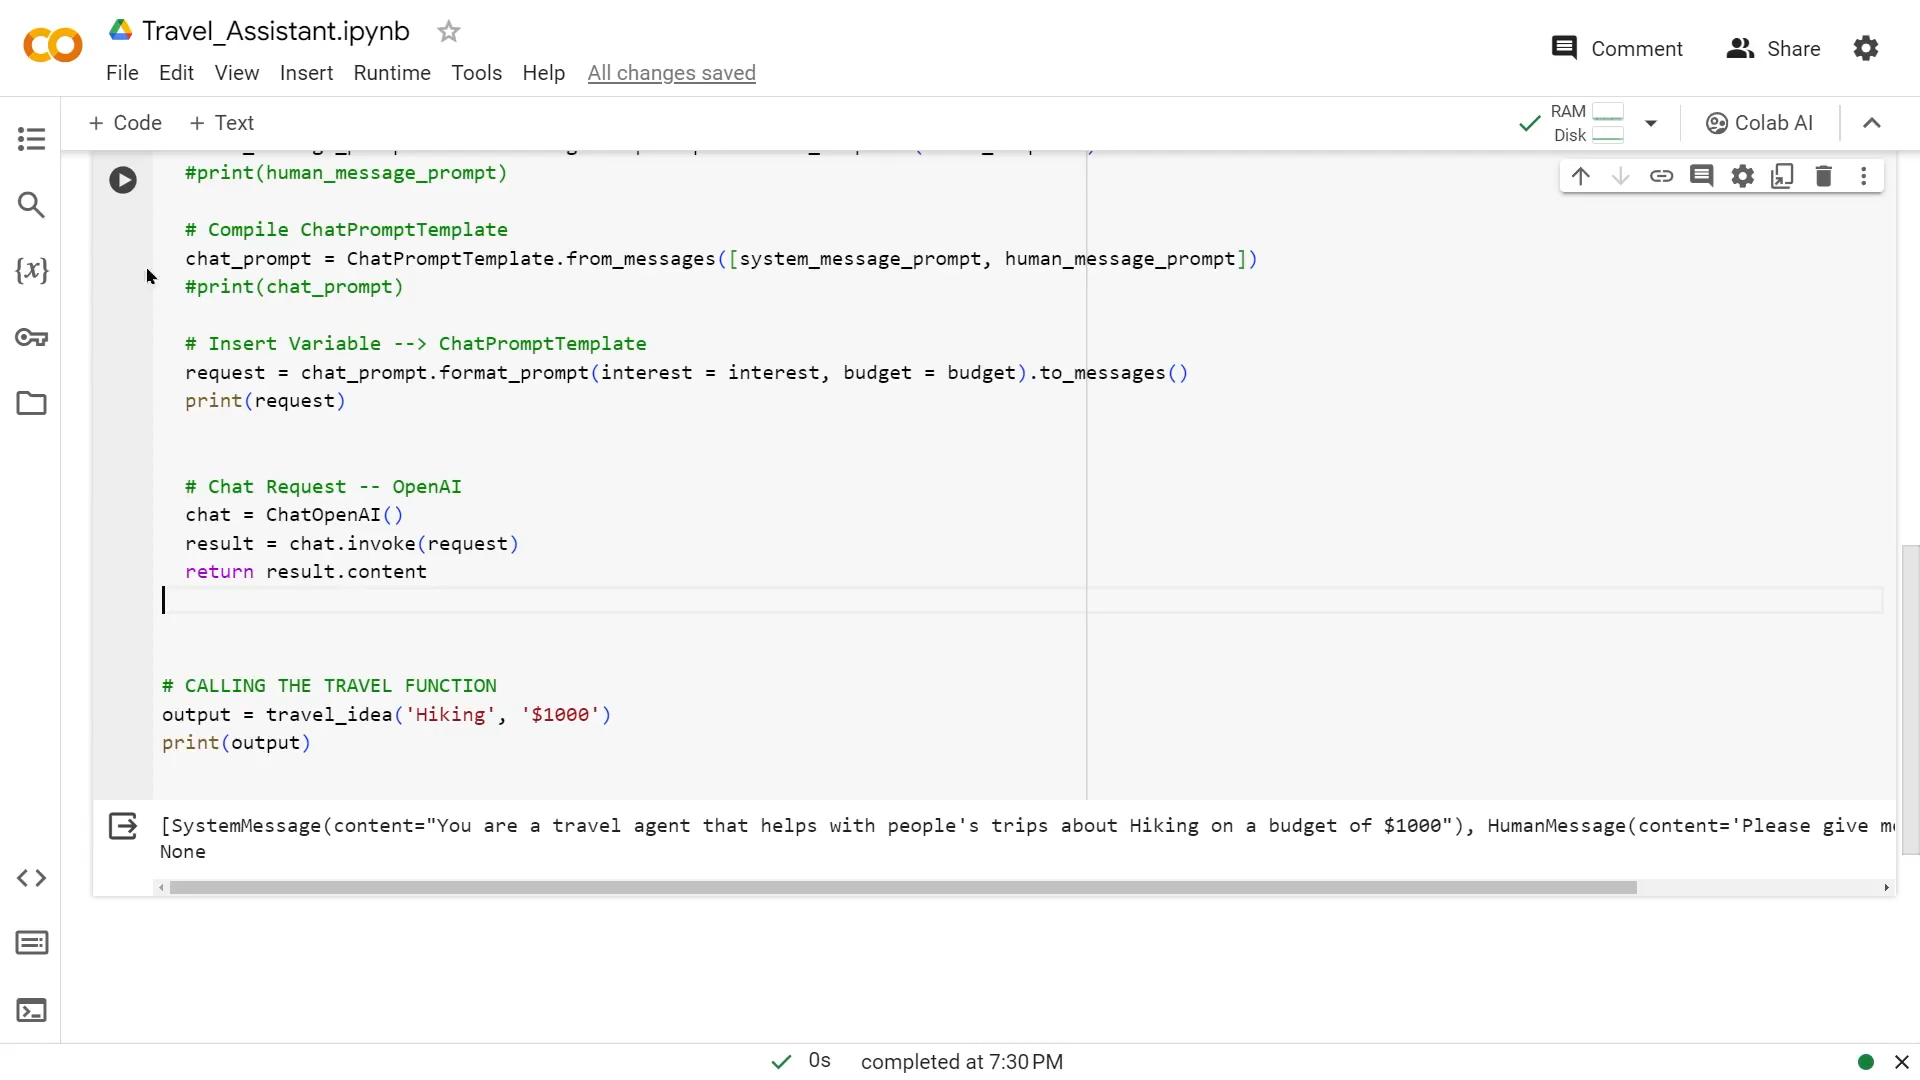 Travel_Assistant.ipynb
File Edit View Insert Runtime Tools Help All changes saved
Comment
Share
+ Code + Text
RAM
Disk
Colab AI
#print(human_message_prompt)
# Compile ChatPromptTemplate
chat_prompt = ChatPromptTemplate.from_messages([system_message_prompt, human_message_prompt])
#print(chat_prompt)
# Insert Variable --> ChatPromptTemplate
request = chat_prompt.format_prompt(interest = interest, budget = budget).to_messages()
print(request)
# Chat Request -- OpenAI
chat = ChatOpenAI()
result = chat.invoke(request)
return result.content
# CALLING THE TRAVEL FUNCTION
output = travel_idea('Hiking', '$1000')
print(output)
[SystemMessage(content="You are a travel agent that helps with people's trips about Hiking on a budget of $1000"), HumanMessage(content='Please give
None
0s completed at 7:30 PM